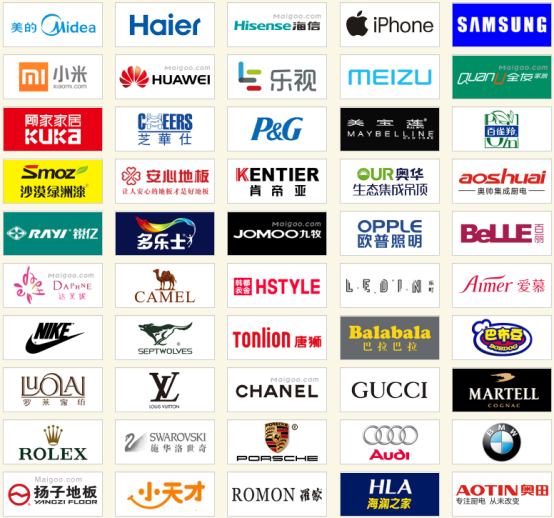 美的 Midea
Haier
Hisense 海信
Maigoo.com
iPhone
SAMSUNG
小米
xiaomi.com
Maigoo.com
HUAWEI
乐视
MEIZU
Maigoo.com
QUANU 全友 家居
顾家家居
KUKA
CHEERS
芝華仕
P&G
美宝莲
MAYBELLINE
百雀羚
Smoz
沙漠绿洲漆
安心地板
让人安心的地板才是好地板
KENTIER
肯帝亚
OUR 奥华
生态集成吊顶
aoshuai
奥帅集成厨电
RAYI 锐亿
多乐士
Maigoo.com
JOMOO 九牧
OPPLE
欧普照明
BeLLE 百丽
Maigoo.com
DAPHNE
达芙妮
CAMEL
韩都衣舍 HSTYLE
L.E.D.I.N.
Aimer 爱慕
NIKE
SEPTWOLVES
Tonlion 唐狮
Balabala
巴拉巴拉
巴布豆
BOBDOG
LUOLAI
罗莱家纺
LV
LOUIS VUITTON
Maigoo.com
CHANEL
GUCCI
MARTELL
COGNAC
ROLEX
SWAROVSKI
施华洛世奇
PORSCHE
Audi
BMW
Maigoo.com
扬子地板
YANGZI FLOOR
小天才
ROMON 罗蒙
HLA
海澜之家
AOTIN 奥田
专注厨电 从未改变